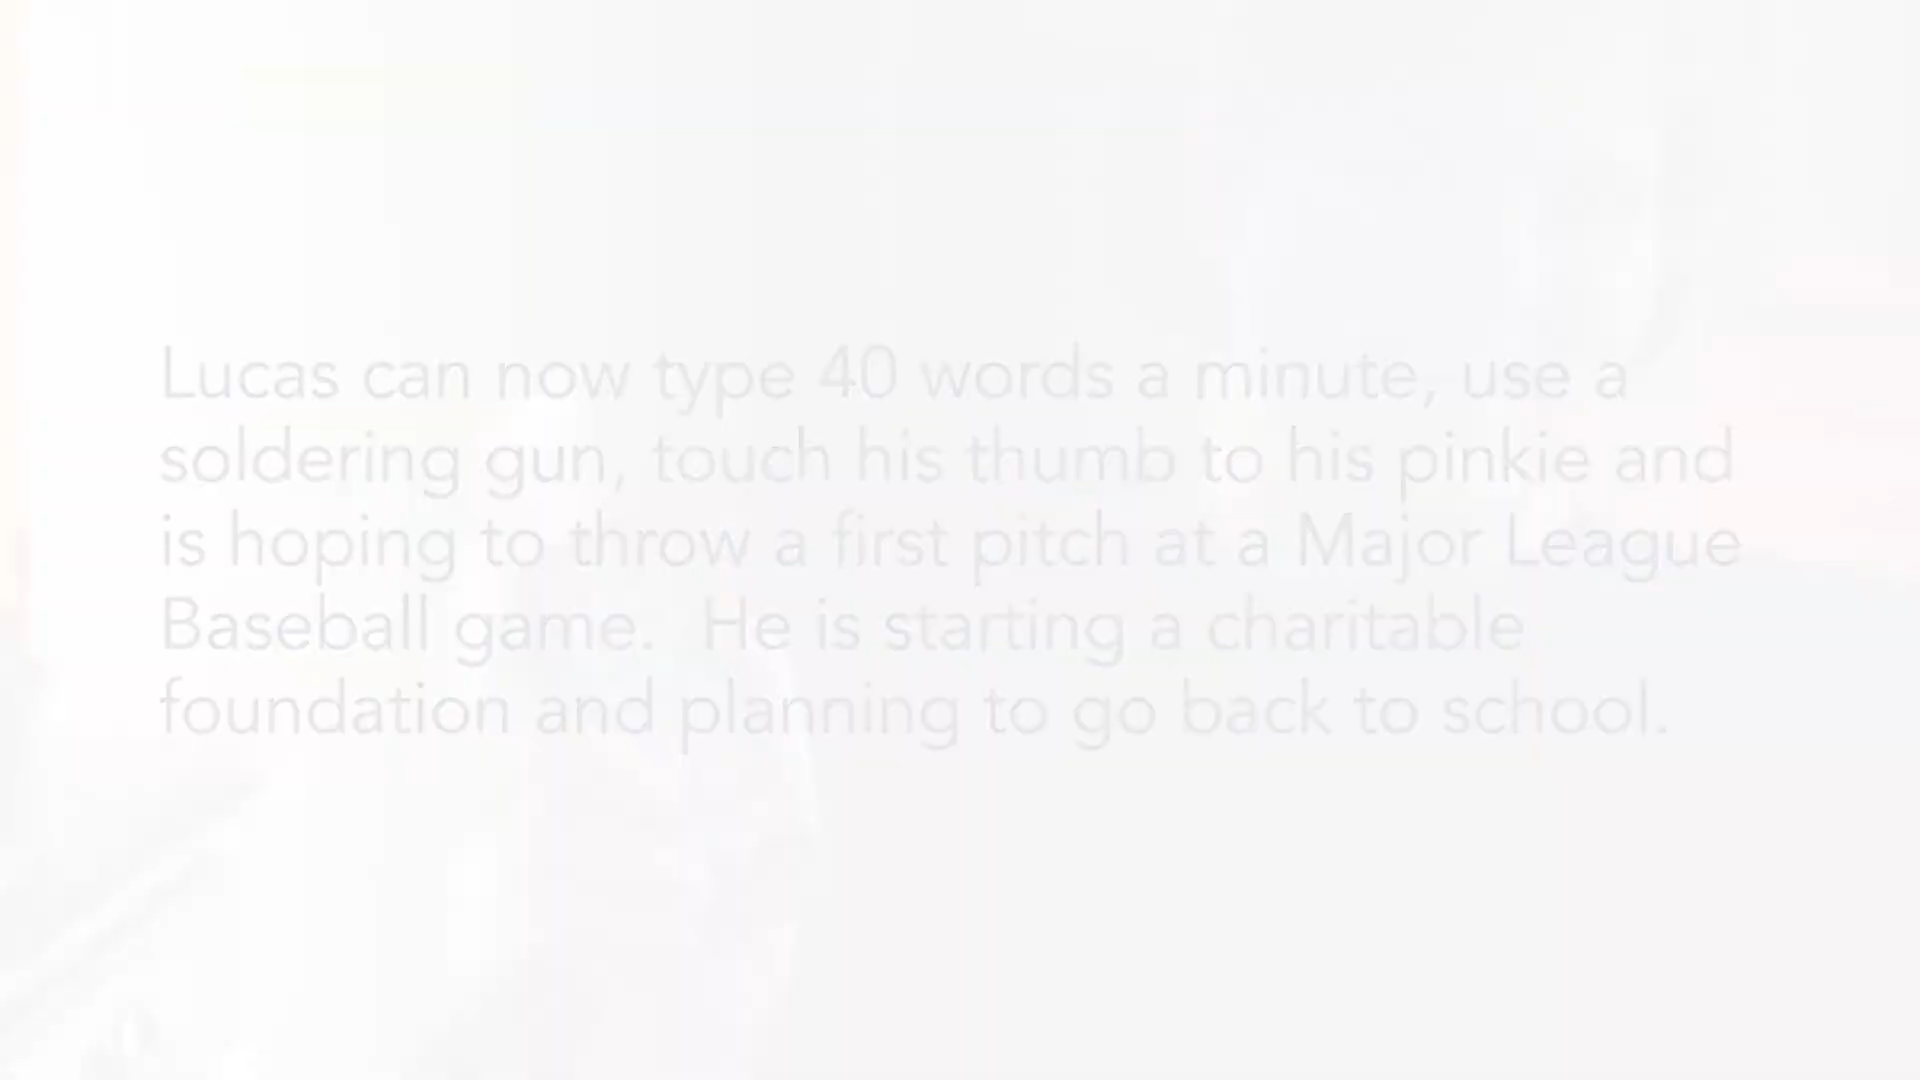 Lucas can now type 40 words a minute, use a
soldering gun, touch his thumb to his pinkie and
is hoping to throw a first pitch at a Major League
Baseball game.  He is starting a charitable
foundation and planning to go back to school.